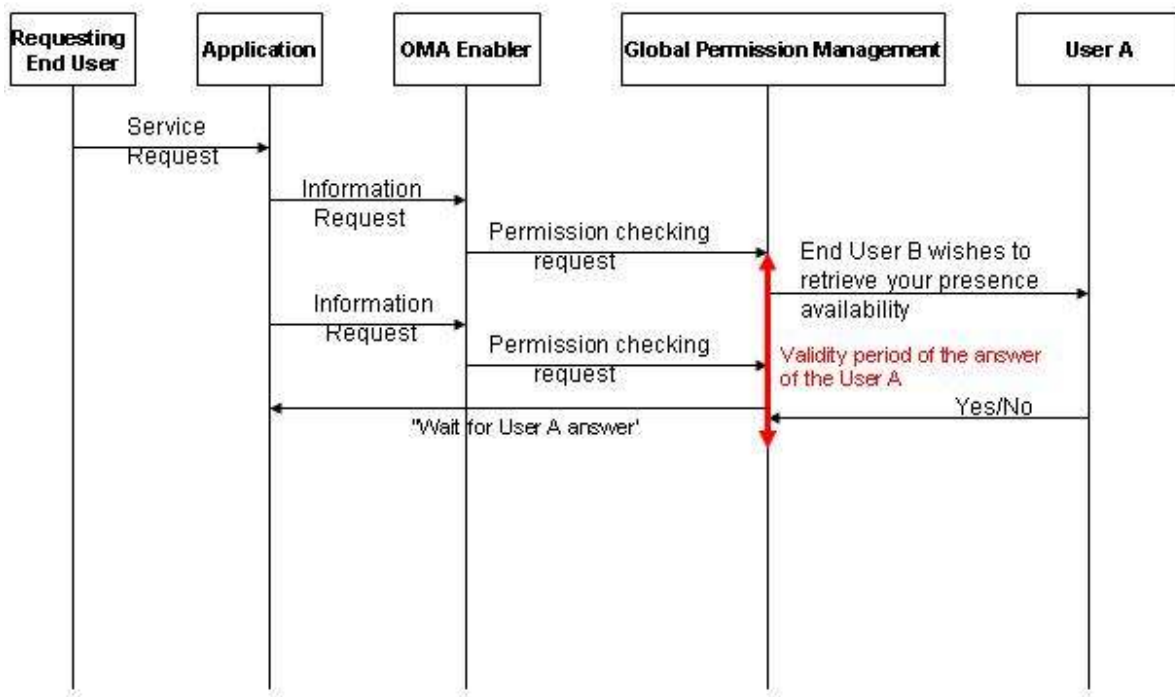 Requesting
End User
Application
OMA Enabler
Global Permission Management
User A
Service
Request
Information
Request
Permission checking
request
End User B wishes to
retrieve your presence
availability
Information
Request
Permission checking
request
Validity period of the answer
of the User A
Yes/No
"Wait for User A answer'